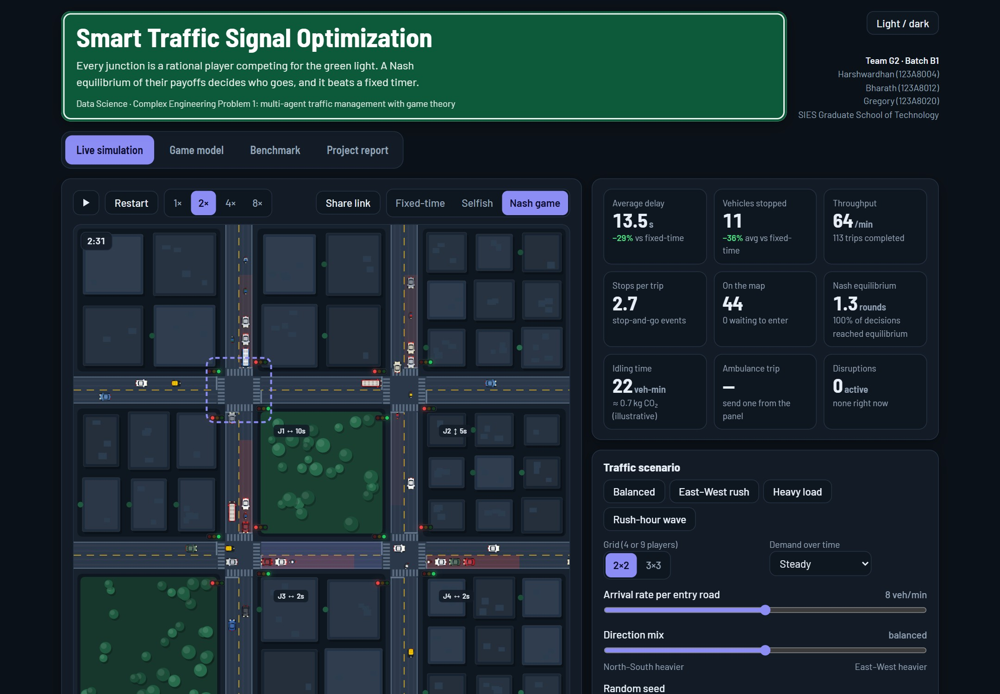 Smart Traffic Signal Optimization
Every junction is a rational player competing for the green light. A Nash
equilibrium of their payoffs decides who goes, and it beats a fixed timer.
Data Science · Complex Engineering Problem 1: multi-agent traffic management with game theory
Light / dark
Team G2 · Batch B1
Harshwardhan (123A8004)
Bharath (123A8012)
Gregory (123A8020)
SIES Graduate School of Technology
Live simulation
Game model
Benchmark
Project report
Restart
1×
2×
4×
8×
Share link
Fixed-time
Selfish
Nash game
2:31
J1 ↔ 10s
J2 ↕ 5s
J3 ↔ 2s
J4 ↔ 2s
Average delay
13.5 s
−29% vs fixed-time
Vehicles stopped
11
−36% avg vs fixed-
time
Throughput
64 /min
113 trips completed
Stops per trip
2.7
stop-and-go events
On the map
44
0 waiting to enter
Nash equilibrium
1.3 rounds
100% of decisions
reached equilibrium
Idling time
22 veh-min
≈ 0.7 kg CO₂
(illustrative)
Ambulance trip
—
send one from the
panel
Disruptions
0 active
none right now
Traffic scenario
Balanced
East–West rush
Heavy load
Rush-hour wave
Grid (4 or 9 players)
2×2
3×3
Demand over time
Steady
Arrival rate per entry road
8 veh/min
Direction mix
balanced
North–South heavier
East–West heavier
Random seed